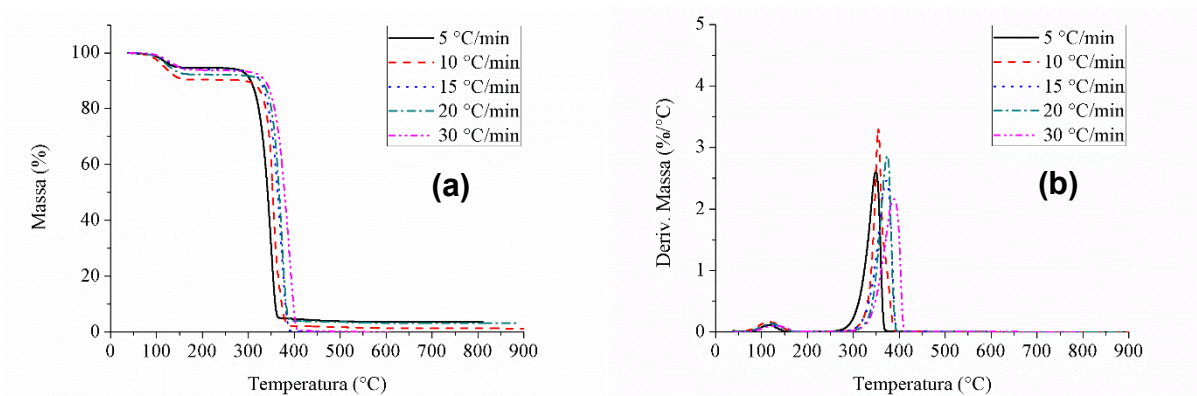 5 °C/min
10 °C/min
15 °C/min
20 °C/min
30 °C/min
(a)
100
80
60
40
20
0
Massa (%)
0 100 200 300 400 500 600 700 800 900
Temperatura (°C)
5 °C/min
10 °C/min
15 °C/min
20 °C/min
30 °C/min
(b)
5
4
3
2
1
0
Deriv. Massa (%/°C)
0 100 200 300 400 500 600 700 800 900
Temperatura (°C)